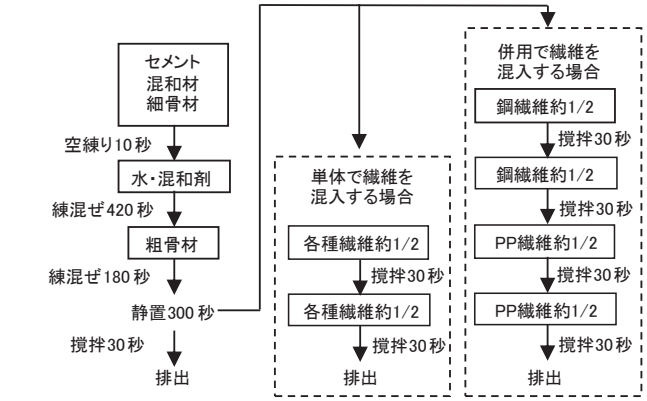 セメント
混和材
細骨材
空練り10秒
水・混和剤
練混ぜ420秒
粗骨材
練混ぜ180秒
静置300秒
撹拌30秒
排出
単体で繊維を
混入する場合
各種繊維約1/2
撹拌30秒
各種繊維約1/2
撹拌30秒
排出
併用で繊維を
混入する場合
鋼繊維約1/2
撹拌30秒
鋼繊維約1/2
撹拌30秒
PP繊維約1/2
撹拌30秒
PP繊維約1/2
撹拌30秒
排出